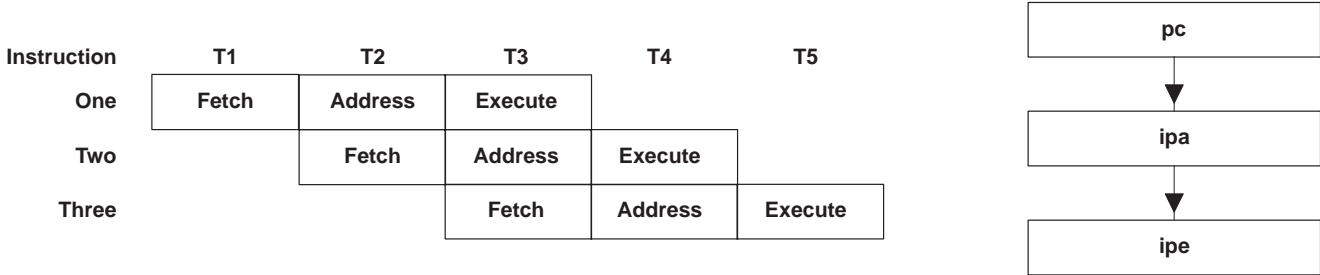 Instruction T1 T2 T3 T4 T5
One Fetch Address Execute
Two Fetch Address Execute
Three Fetch Address Execute
pc
ipa
ipe